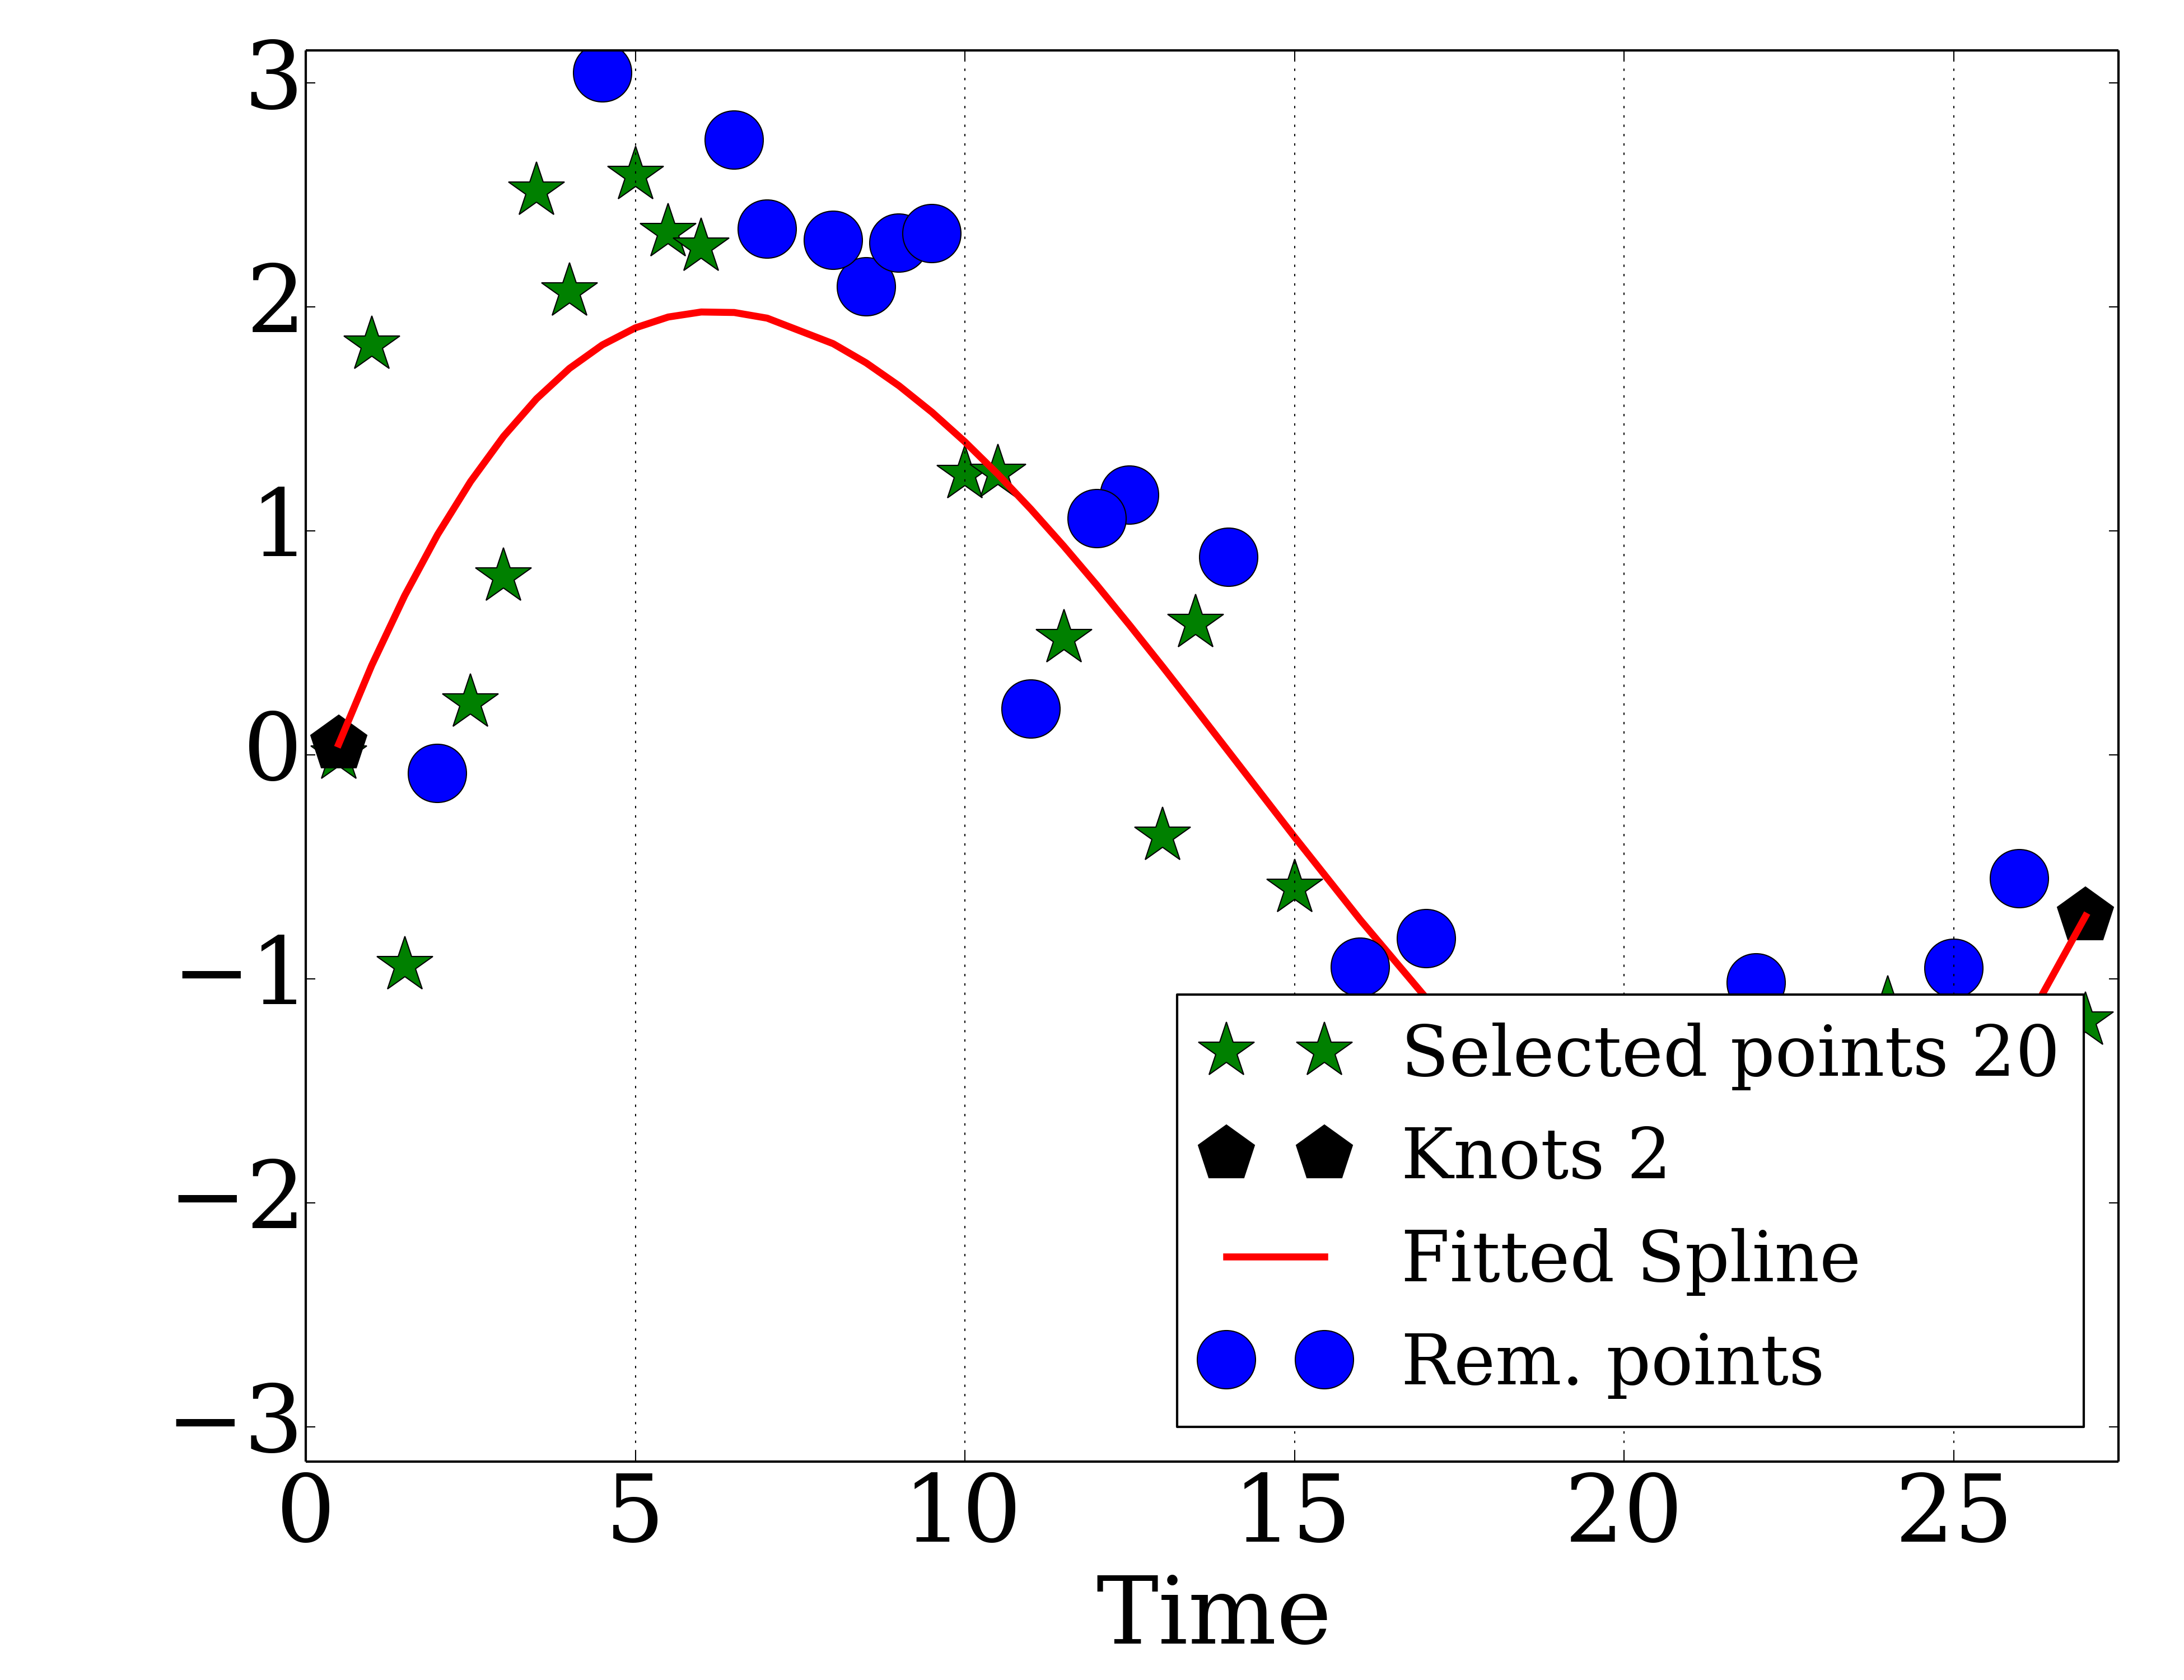 3
2
1
0
−1
−2
−3
Selected points 20
Knots 2
Fitted Spline
Rem. points
0 5 10 15 20 25
Time